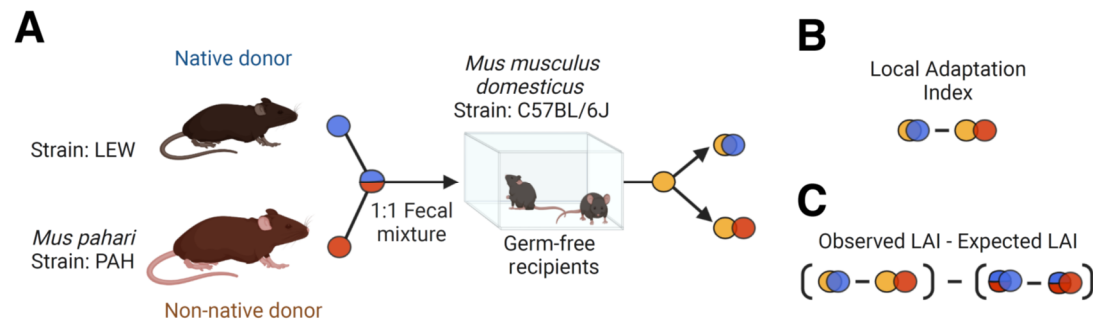 A
Native donor
Strain: LEW
Mus pahari
Strain: PAH
Non-native donor
1:1 Fecal
mixture
Mus musculus
domesticus
Strain: C57BL/6J
Germ-free
recipients
B
Local Adaptation
Index
C
Observed LAI - Expected LAI